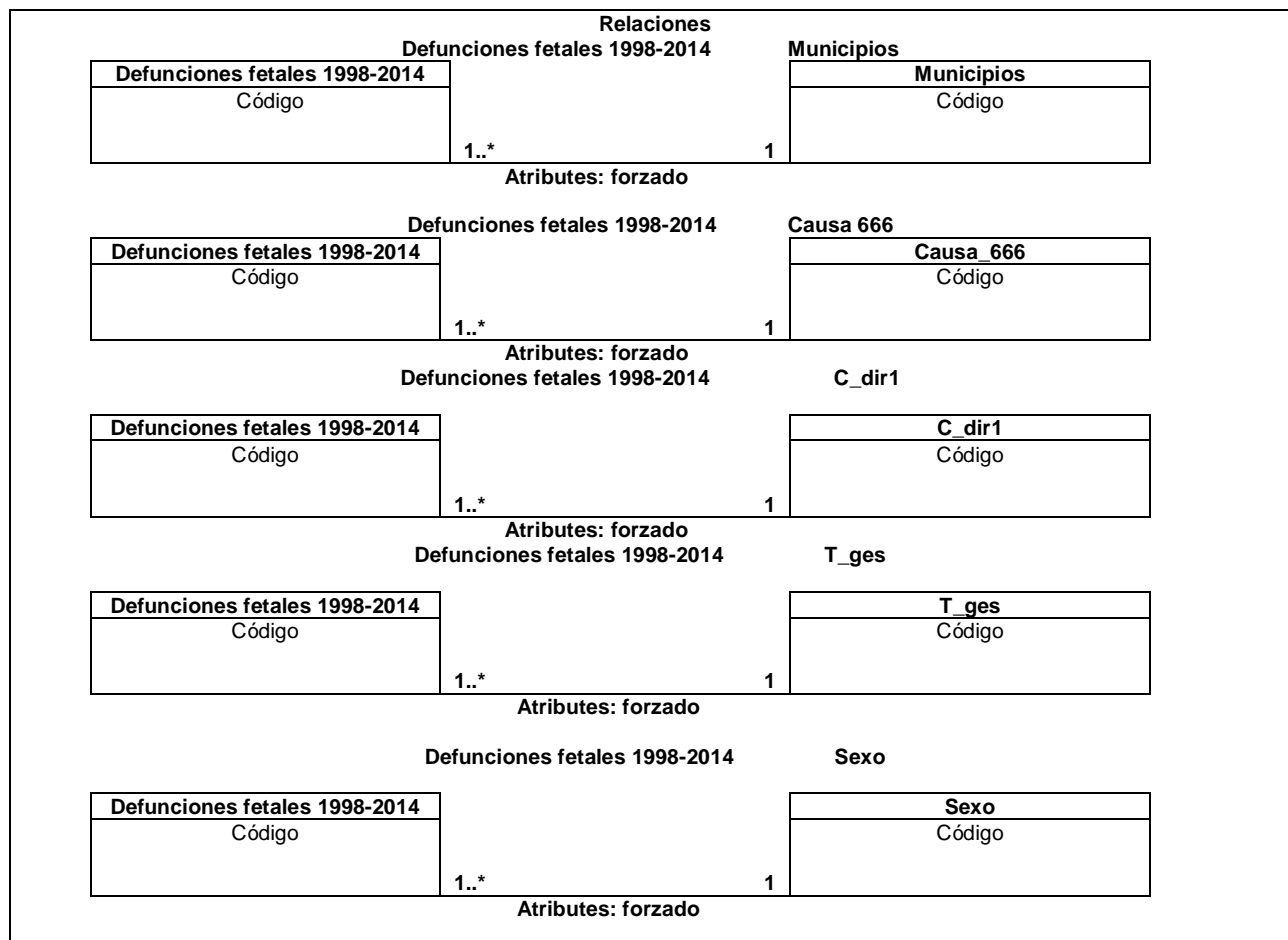 Relaciones
Defunciones fetales 1998-2014 Municipios
Defunciones fetales 1998-2014 Municipios
Código Código
1..* 1
Atributes: forzado
Defunciones fetales 1998-2014 Causa 666
Defunciones fetales 1998-2014 Causa_666
Código Código
1..* 1
Atributes: forzado
Defunciones fetales 1998-2014 C_dir1
Defunciones fetales 1998-2014 C_dir1
Código Código
1..* 1
Atributes: forzado
Defunciones fetales 1998-2014 T_ges
Defunciones fetales 1998-2014 T_ges
Código Código
1..* 1
Atributes: forzado
Defunciones fetales 1998-2014 Sexo
Defunciones fetales 1998-2014 Sexo
Código Código
1..* 1
Atributes: forzado